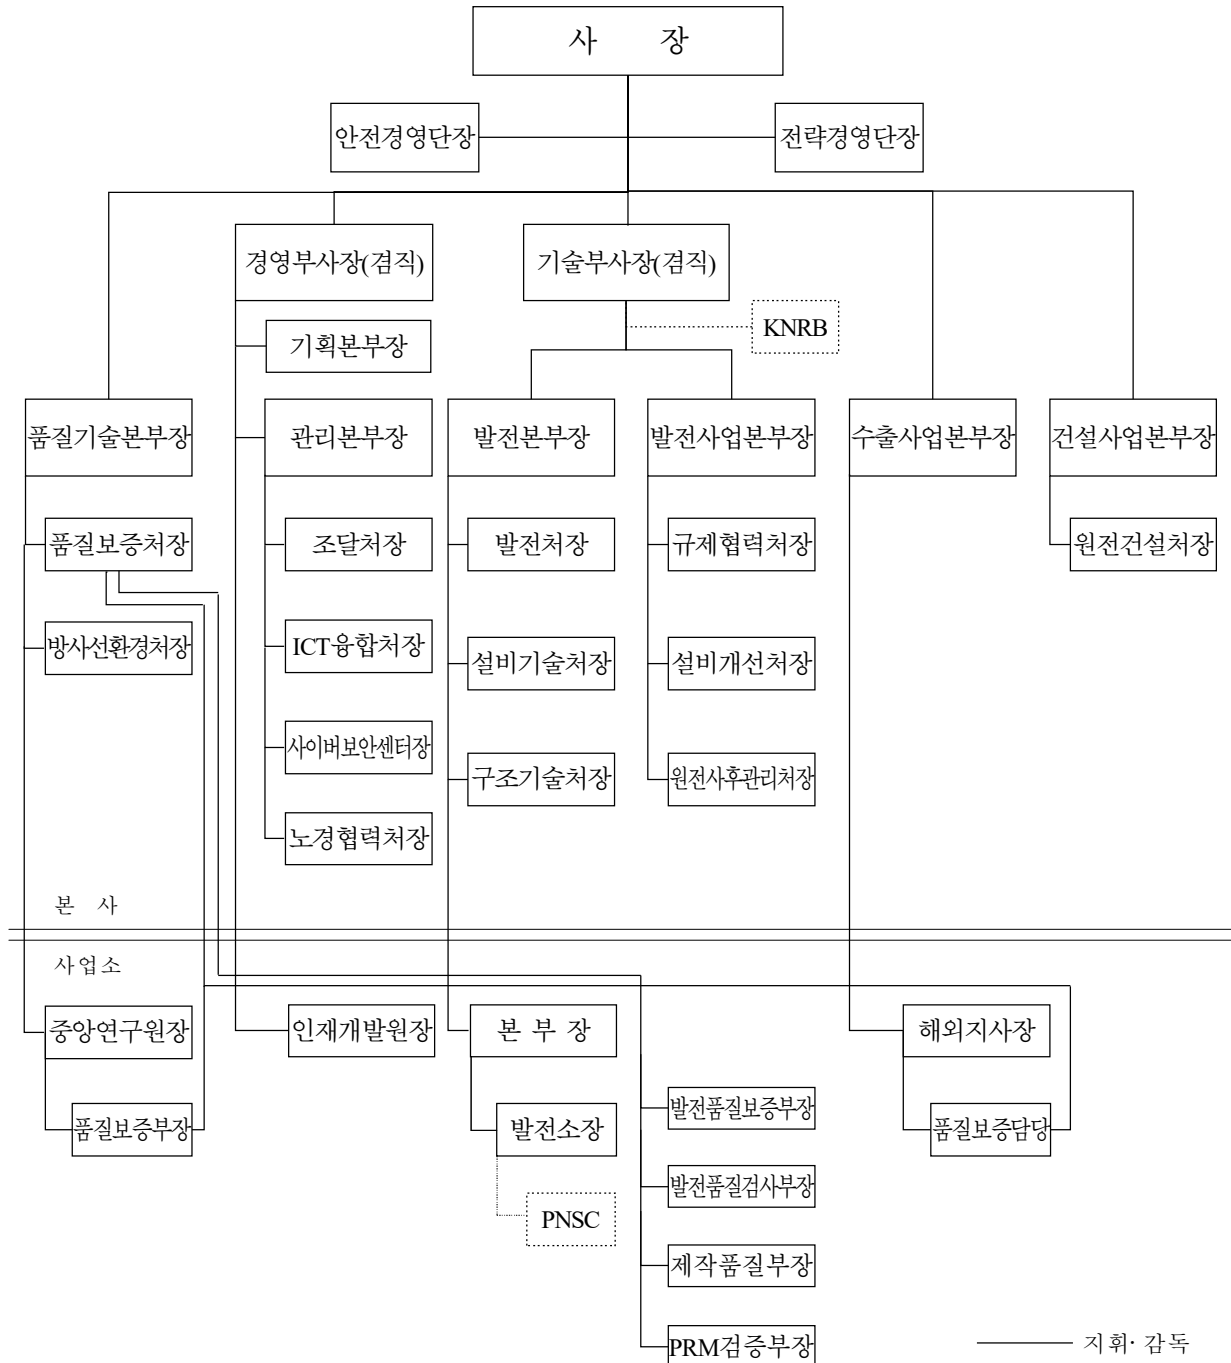 사 장
안전경영단장 전략경영단장
경영부사장(겸직) 기술부사장(겸직)
KNRB
기획본부장
품질기술본부장 관리본부장 발전본부장 발전사업본부장 수출사업본부장 건설사업본부장
품질보증처장 조달처장 발전처장 규제협력처장 원전건설처장
방사선환경처장 ICT융합처장 설비기술처장 설비개선처장
사이버보안센터장 구조기술처장 원전사후관리처장
노경협력처장
본 사
사업소
중앙연구원장 인재개발원장 본 부 장 해외지사장
발전품질보증부장
품질보증부장 발전소장 품질보증담당
발전품질검사부장
PNSC
제작품질부장
PRM검증부장
지휘· 감독